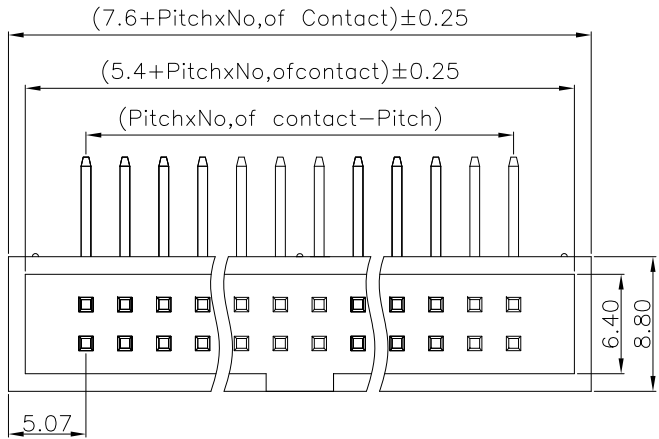 (7.6+PitchxNo,of Contact)±0.25
(5.4+PitchxNo,ofcontact)±0.25
(PitchxNo,of contact-Pitch)
6.40
8.80
5.07